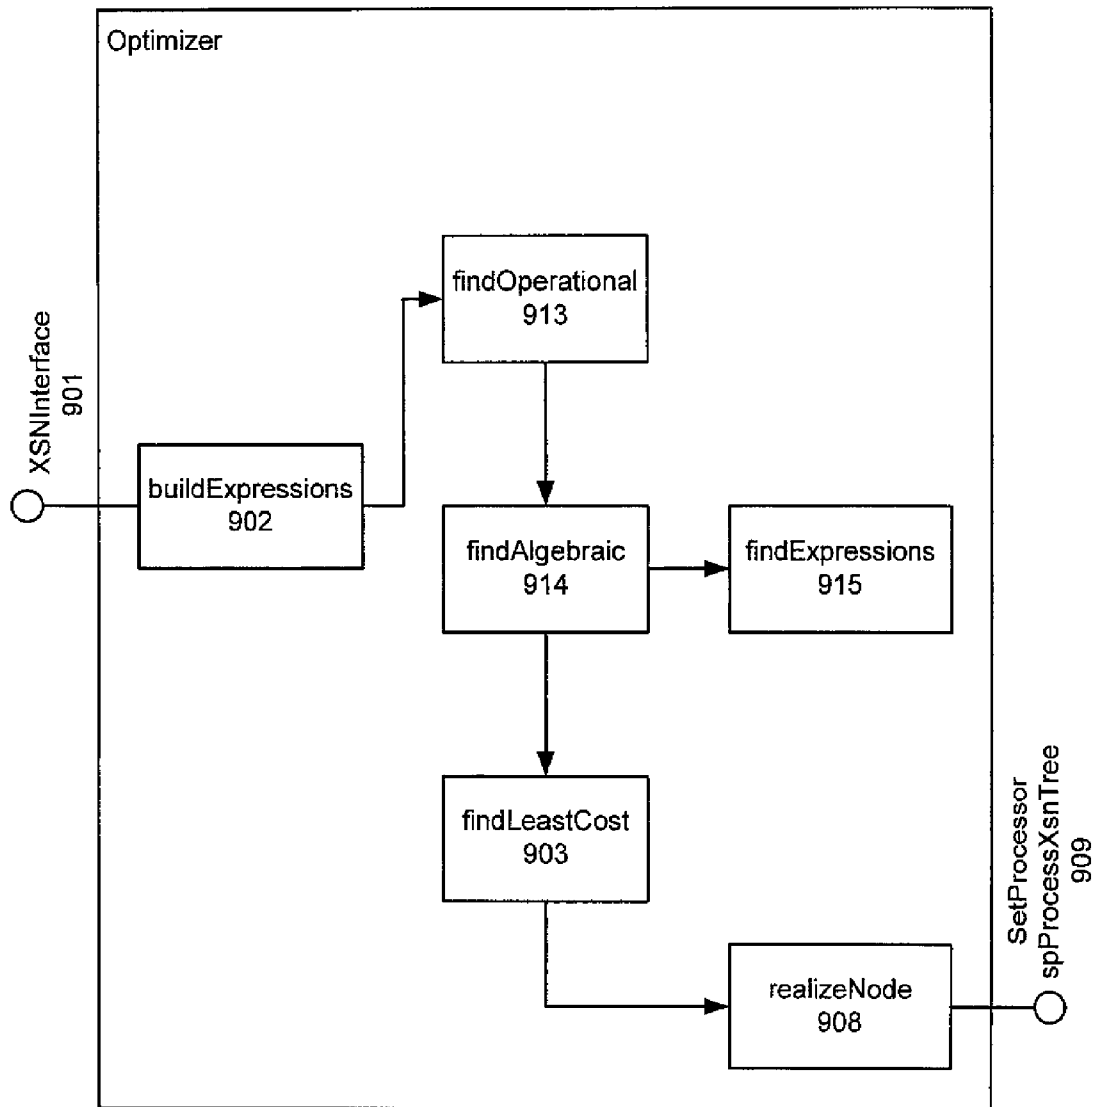 Optimizer
findOperational
913
XSNInterface
901
buildExpressions
902
findAlgebraic
914
findExpressions
915
findLeastCost
903
SetProcessor
spProcessXsnTree
909
realizeNode
908